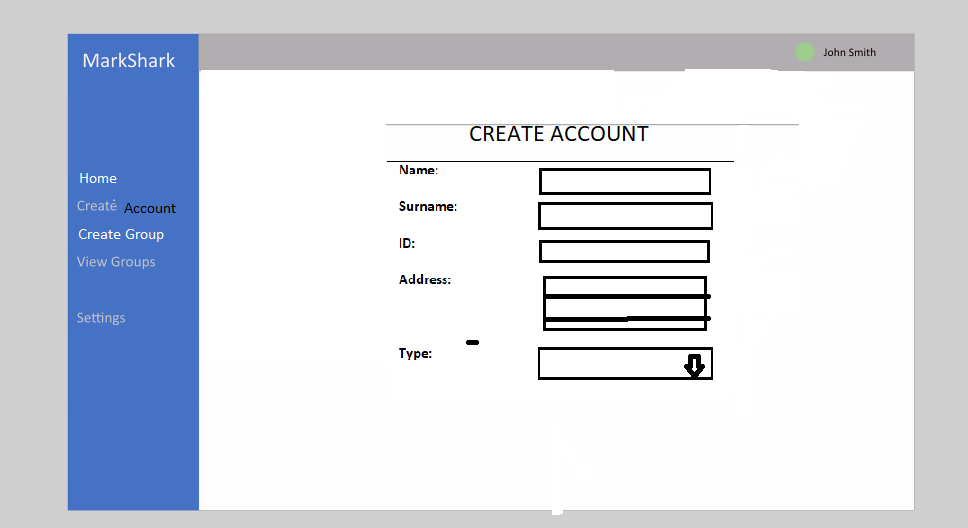 MarkShark
John Smith
CREATE ACCOUNT
Home
Create Account
Create Group
View Groups
Settings
Name:
Surname:
ID:
Address:
Type: